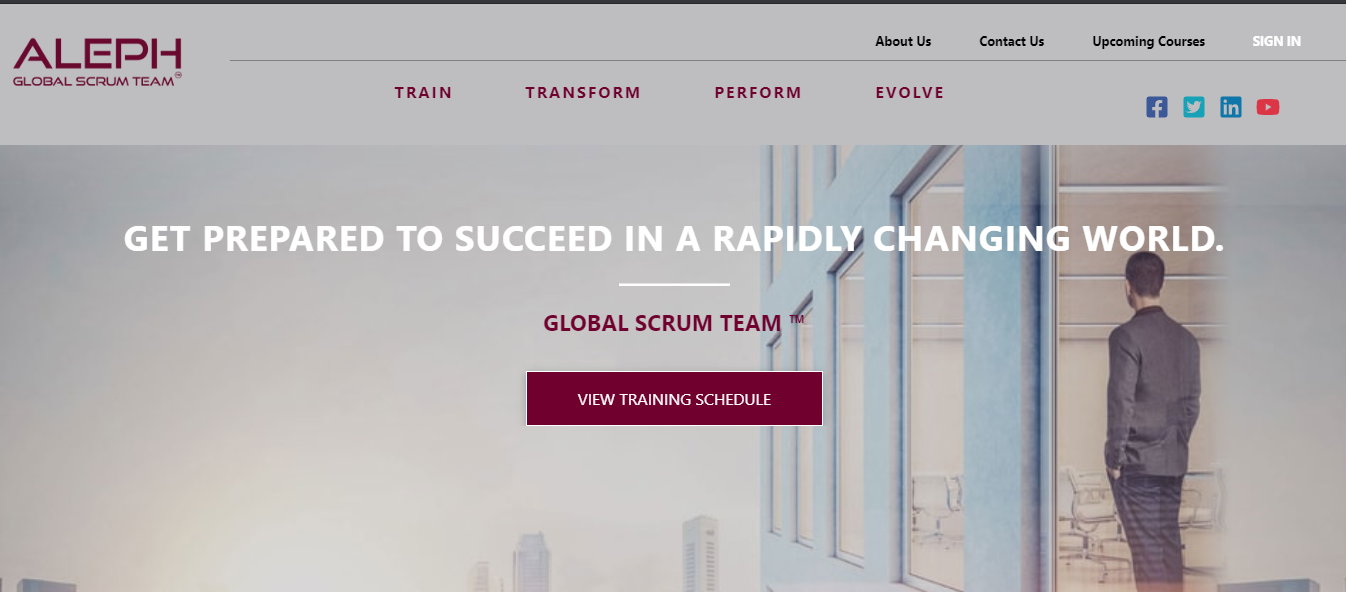 About Us Contact Us Upcoming Courses SIGN IN
ALEPH
GLOBAL SCRUM TEAM
TRAIN TRANSFORM PERFORM EVOLVE
GET PREPARED TO SUCCEED IN A RAPIDLY CHANGING WORLD.
GLOBAL SCRUM TEAM ™
VIEW TRAINING SCHEDULE